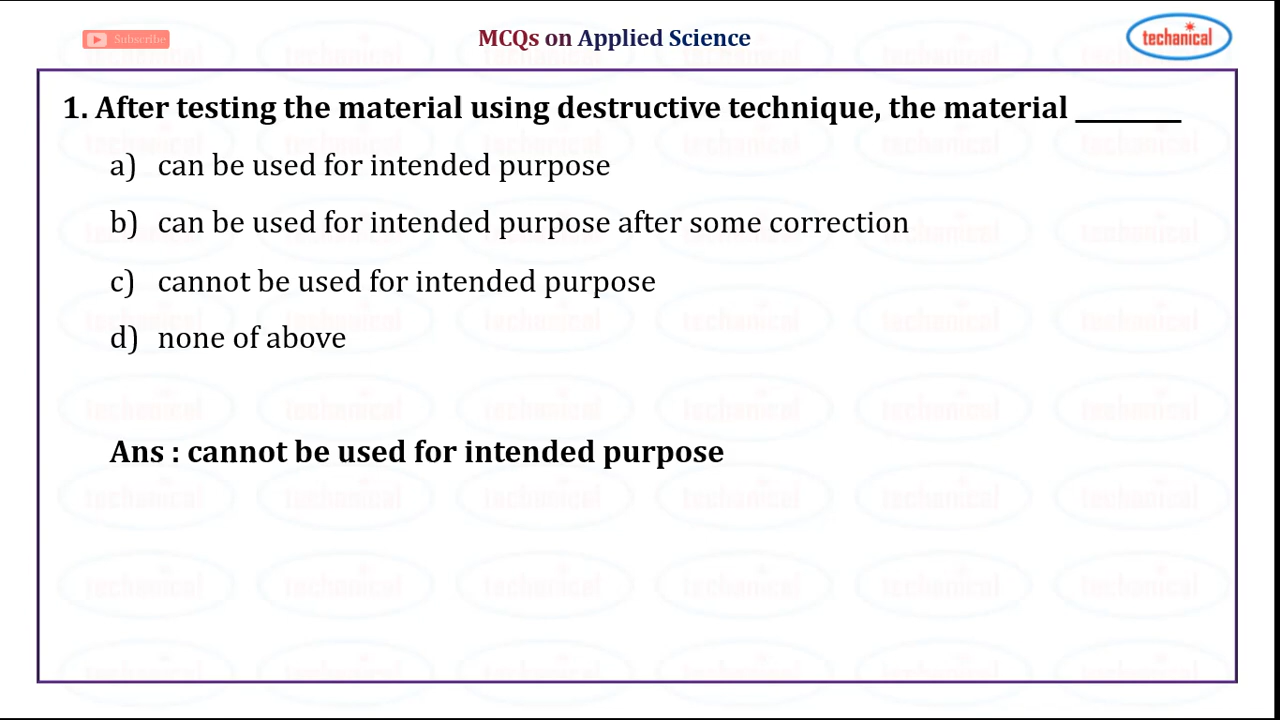 Subscribe
MCQs on Applied Science
techanical
1. After testing the material using destructive technique, the material ________
a) can be used for intended purpose
b) can be used for intended purpose after some correction
c) cannot be used for intended purpose
d) none of above
Ans : cannot be used for intended purpose